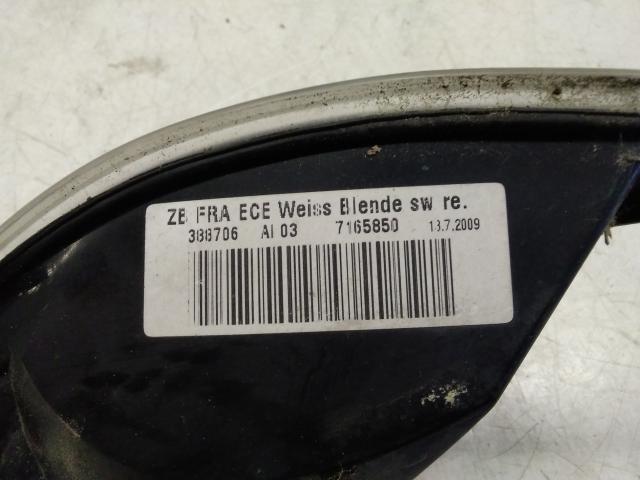 ZB FRA ECE Weiss Blende sw re.
388706 AI 03 7165850 13.7.2009